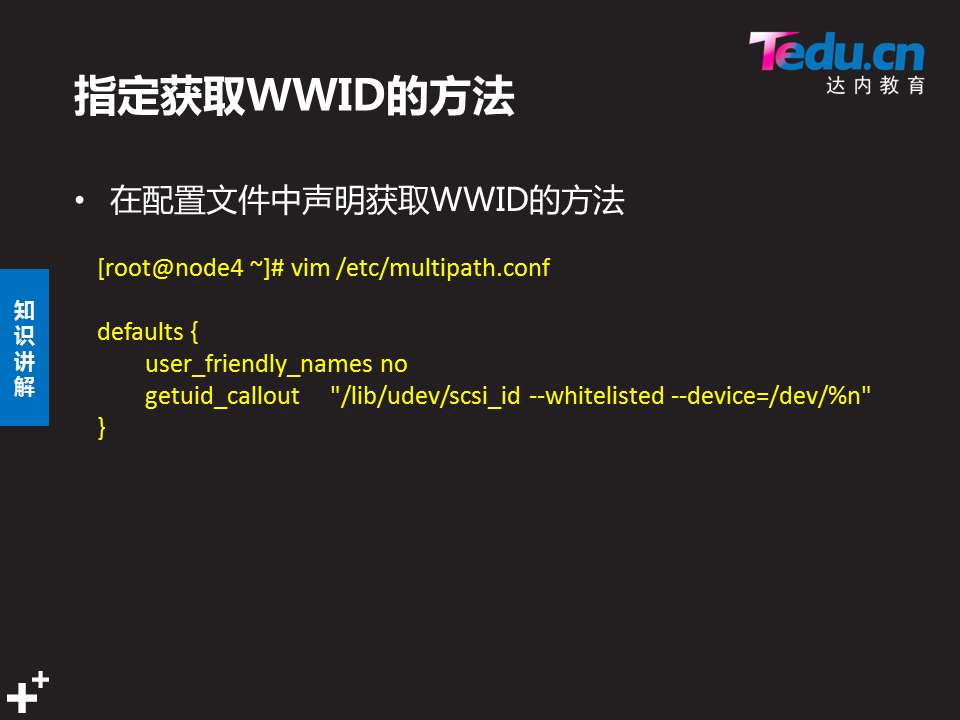 Tedu.cn
达内教育
指定获取WWID的方法
• 在配置文件中声明获取WWID的方法
[root@node4 ~]# vim /etc/multipath.conf
defaults {
user_friendly_names no
getuid_callout "/lib/udev/scsi_id --whitelisted --device=/dev/%n"
}
知识讲解